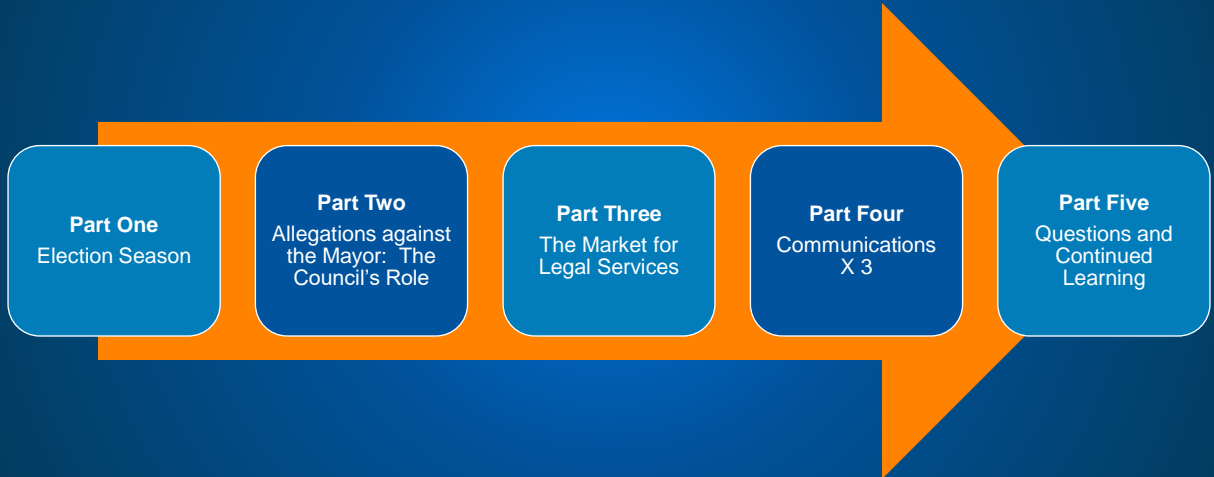 Part One
Election Season
Part Two
Allegations against
the Mayor:  The
Council’s Role
Part Three
The Market for
Legal Services
Part Four
Communications
X 3
Part Five
Questions and
Continued
Learning